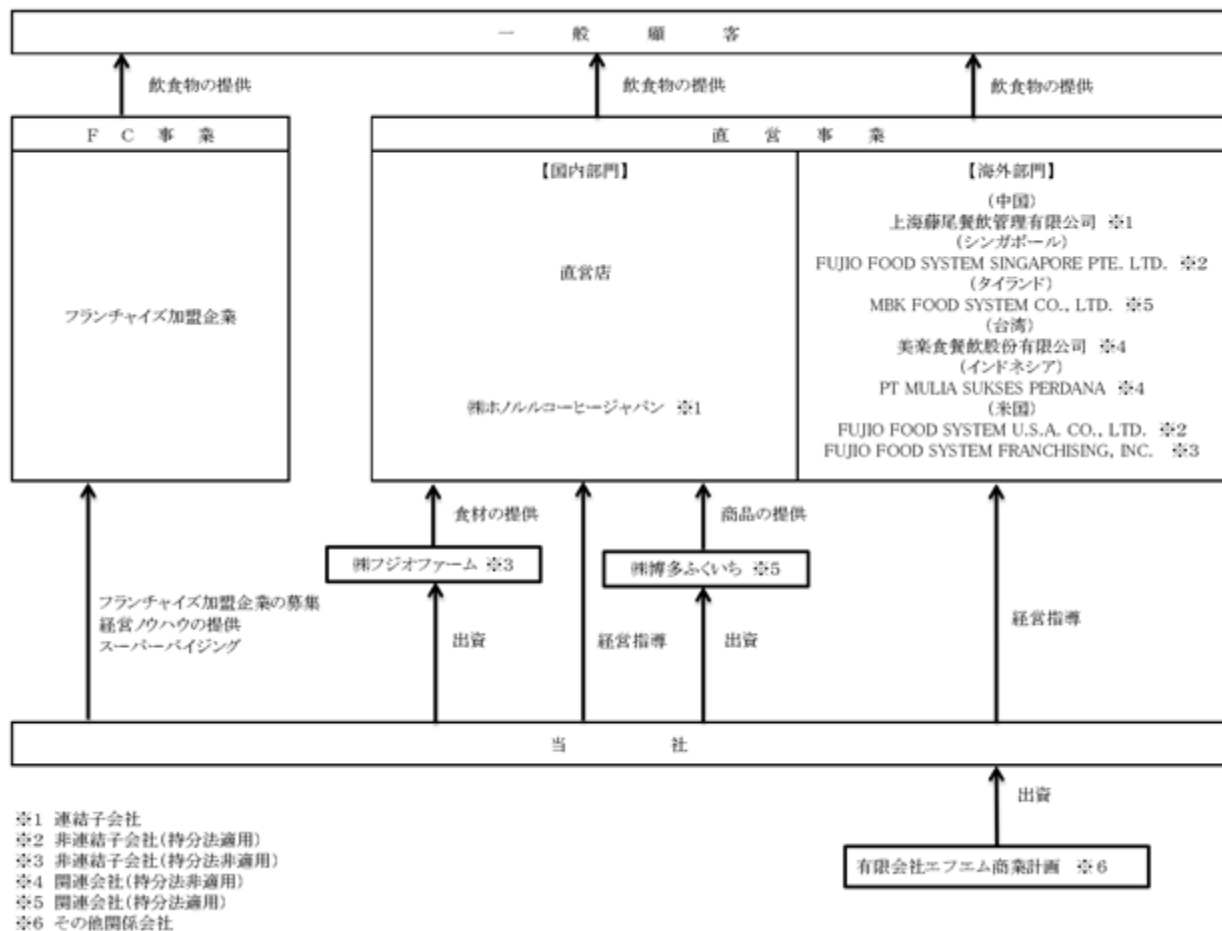 一般顧客
飲食物の提供
飲食物の提供
飲食物の提供
FC事業
直営事業
フランチャイズ加盟企業
【国内部門】
直営店
㈱ホノルルコーヒージャパン ※1
【海外部門】
(中国)
上海藤尾餐飲管理有限公司 ※1
(シンガポール)
FUJIO FOOD SYSTEM SINGAPORE PTE. LTD. ※2
(タイランド)
MBK FOOD SYSTEM CO., LTD. ※5
(台湾)
美楽食餐飲股份有限公司 ※4
(インドネシア)
PT MULIA SUKSES PERDANA ※4
(米国)
FUJIO FOOD SYSTEM U.S.A. CO., LTD. ※2
FUJIO FOOD SYSTEM FRANCHISING, INC. ※3
食材の提供
商品の提供
㈱フジオファーム ※3
㈱博多ふくいち ※5
フランチャイズ加盟企業の募集
経営ノウハウの提供
スーパーバイジング
出資
経営指導
出資
経営指導
当社
出資
有限会社エフエム商業計画 ※6
※1 連結子会社
※2 非連結子会社(持分法適用)
※3 非連結子会社(持分法非適用)
※4 関連会社(持分法非適用)
※5 関連会社(持分法適用)
※6 その他関係会社